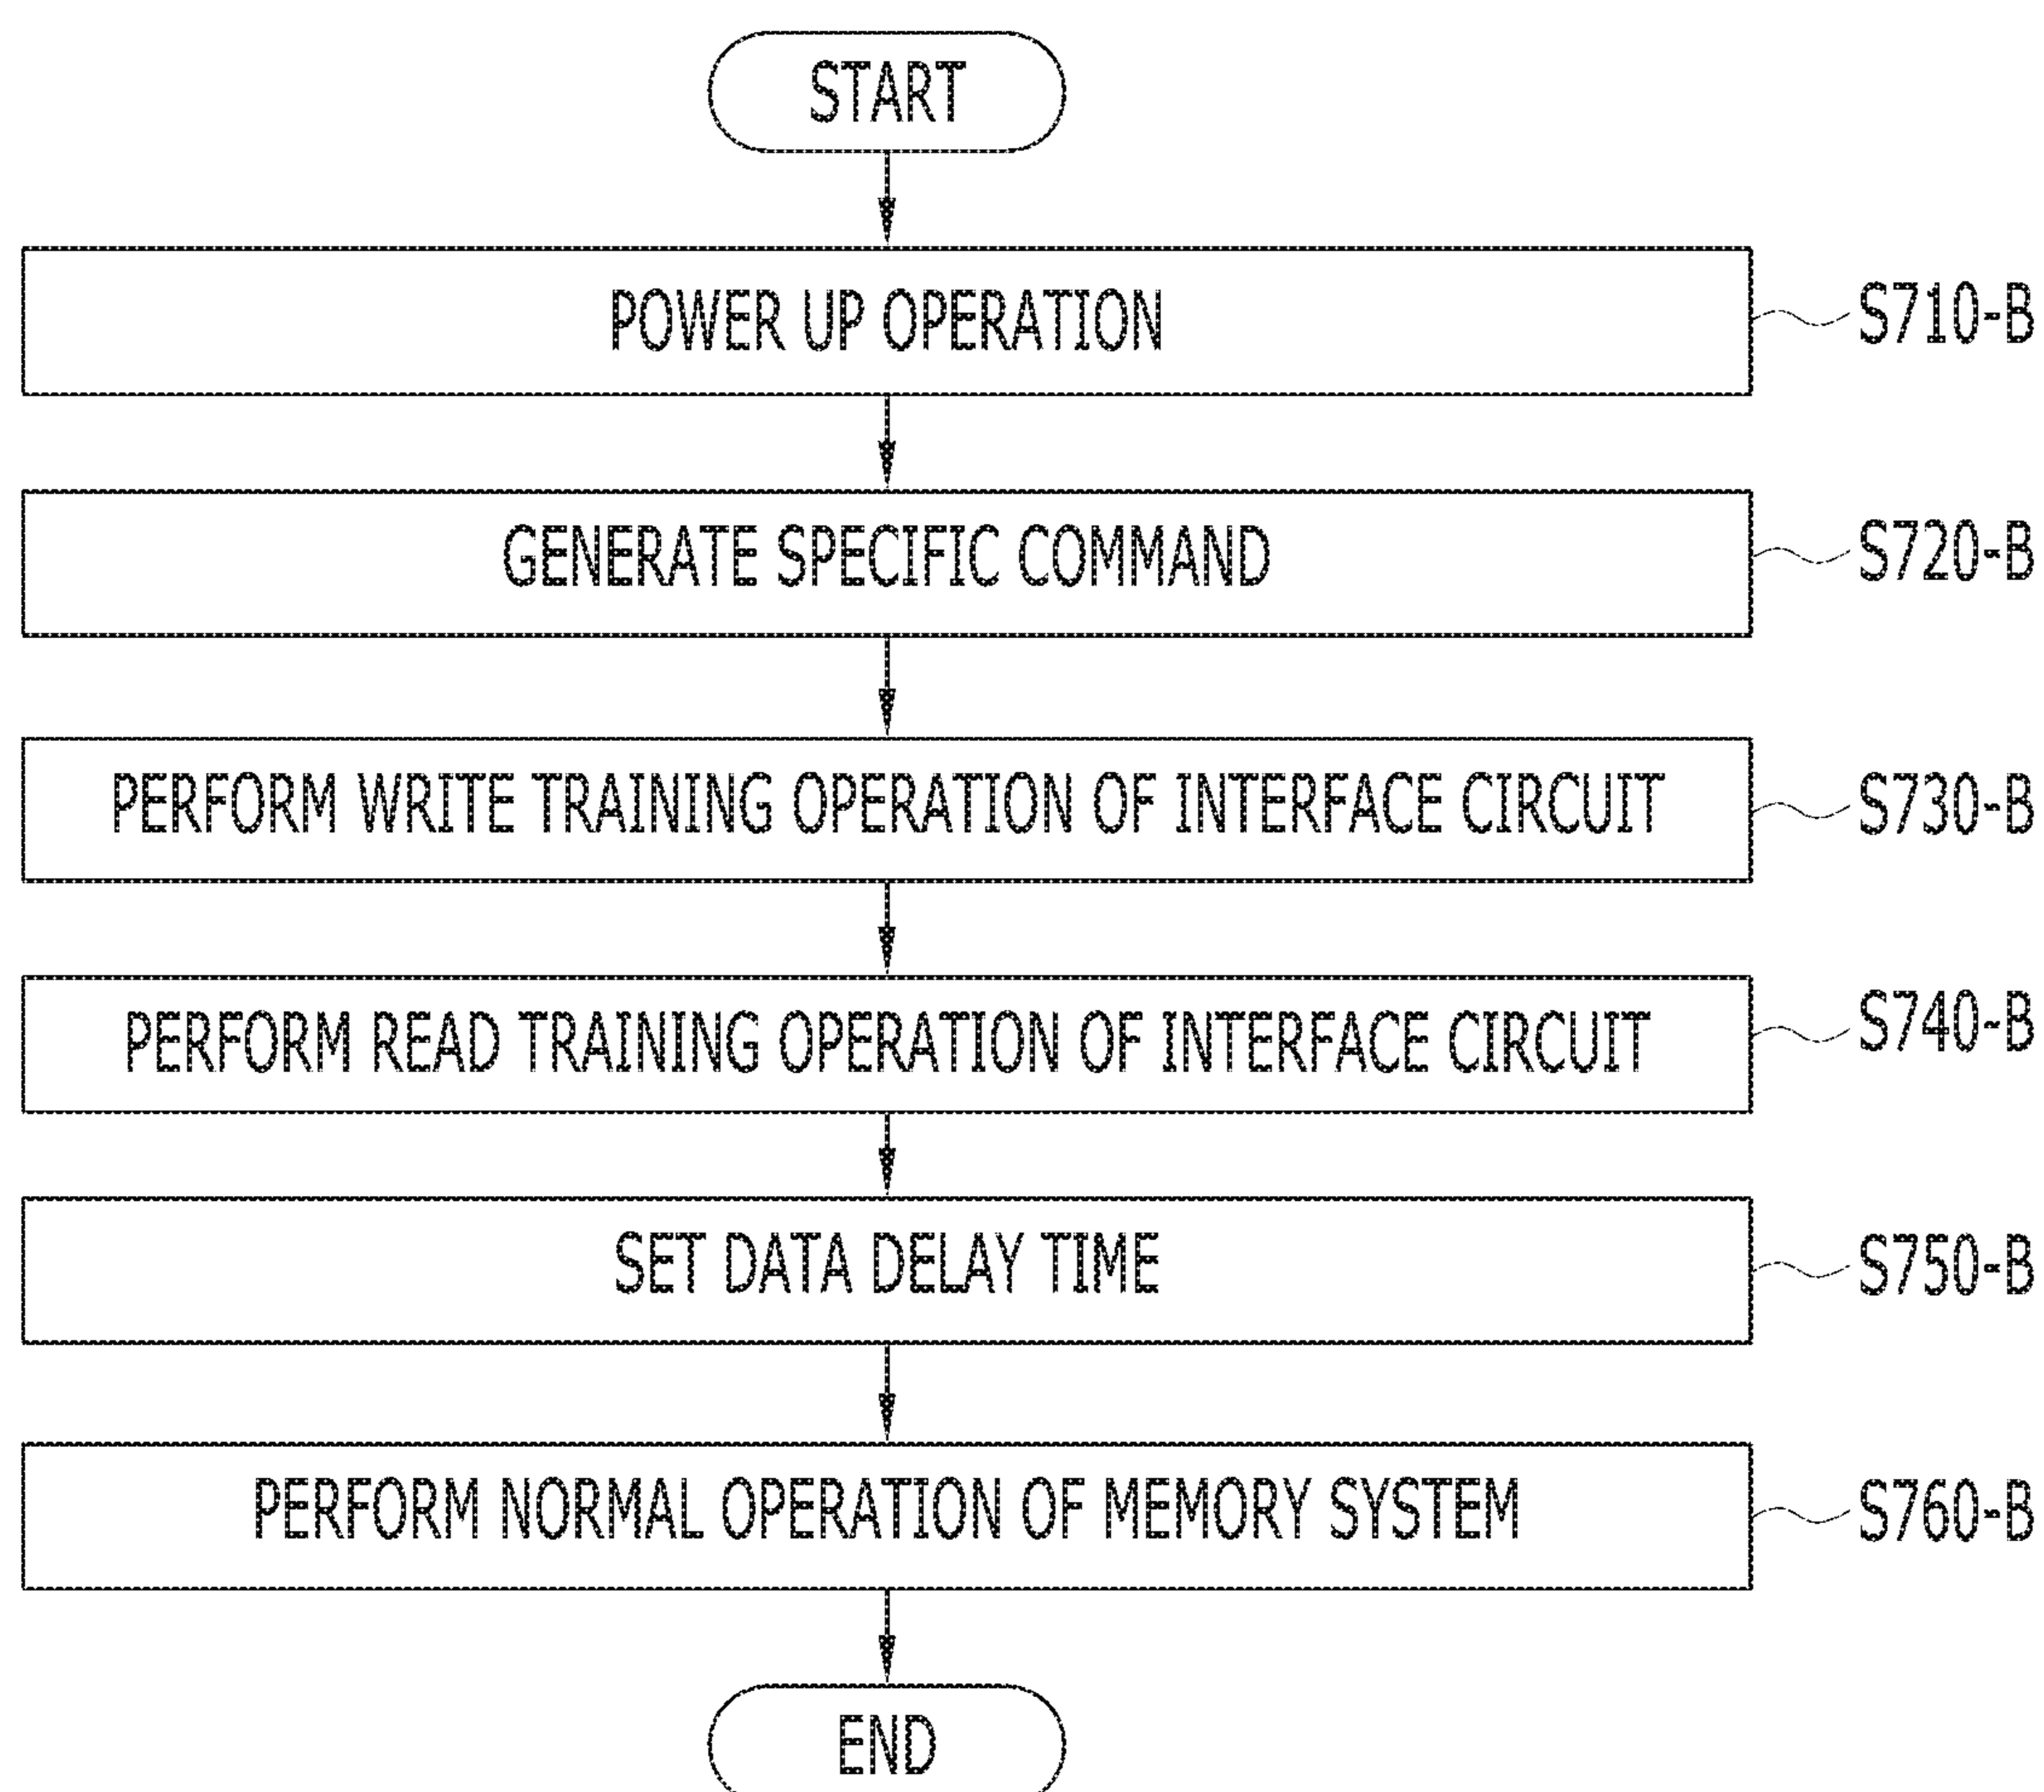 START
POWER UP OPERATION
S710-B
GENERATE SPECIFIC COMMAND
S720-B
PERFORM WRITE TRAINING OPERATION OF INTERFACE CIRCUIT
S730-B
PERFORM READ TRAINING OPERATION OF INTERFACE CIRCUIT
S740-B
SET DATA DELAY TIME
S750-B
PERFORM NORMAL OPERATION OF MEMORY SYSTEM
S760-B
END